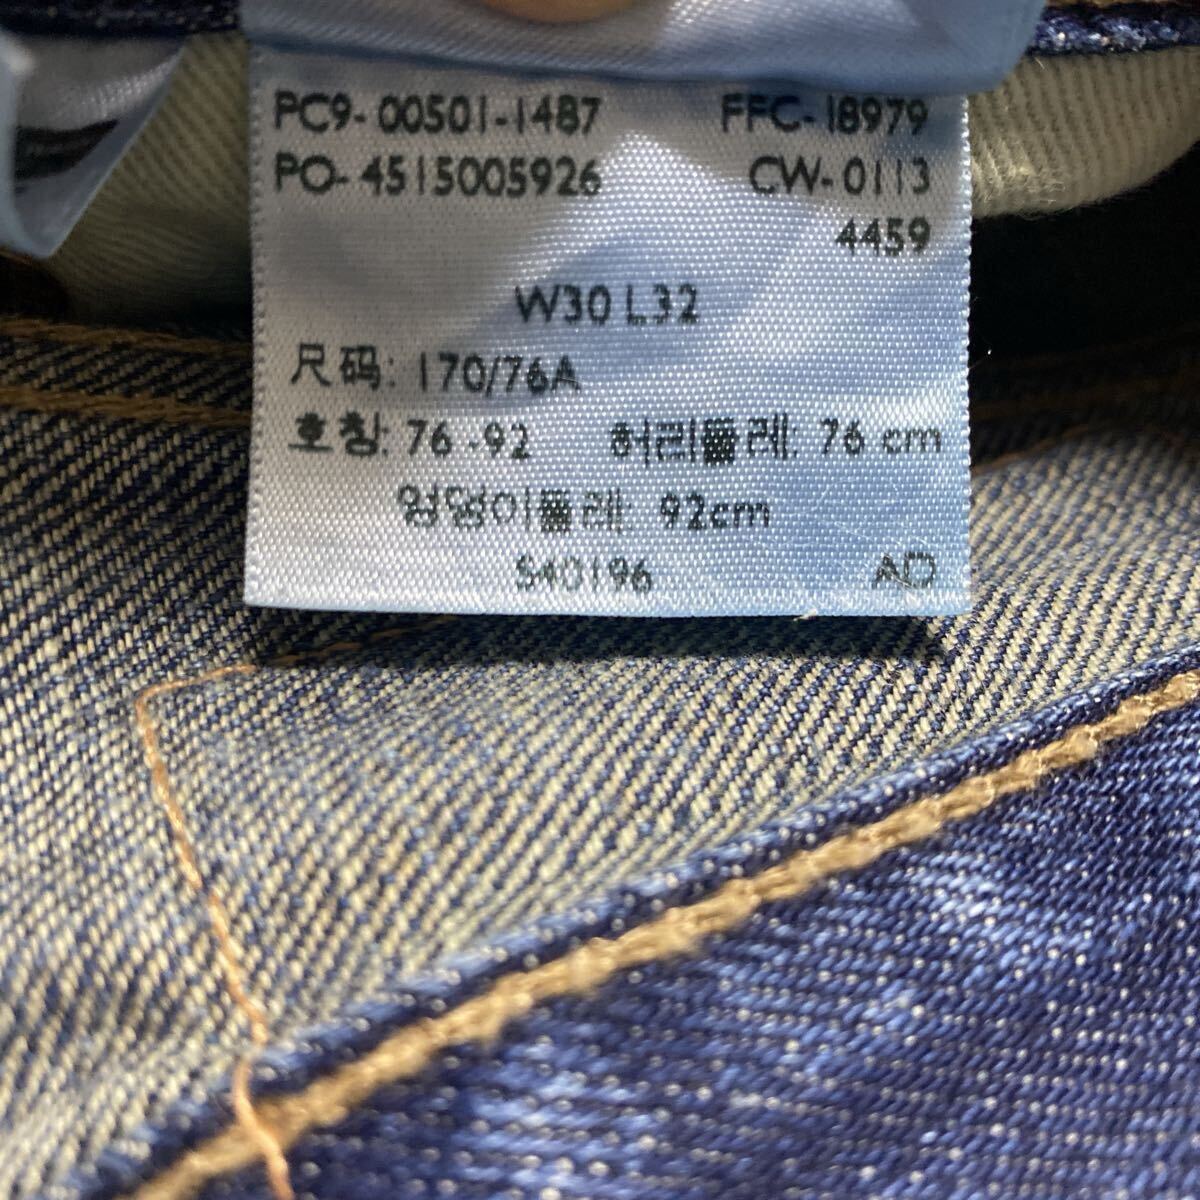 PC9-00501-1487 FFC-18979
PO-4515005926 CW-0113
4459
W30 L32
尺码: 170/76A
호칭: 76-92 허리둘레: 76 cm
엉덩이둘레: 92cm
540196 AD